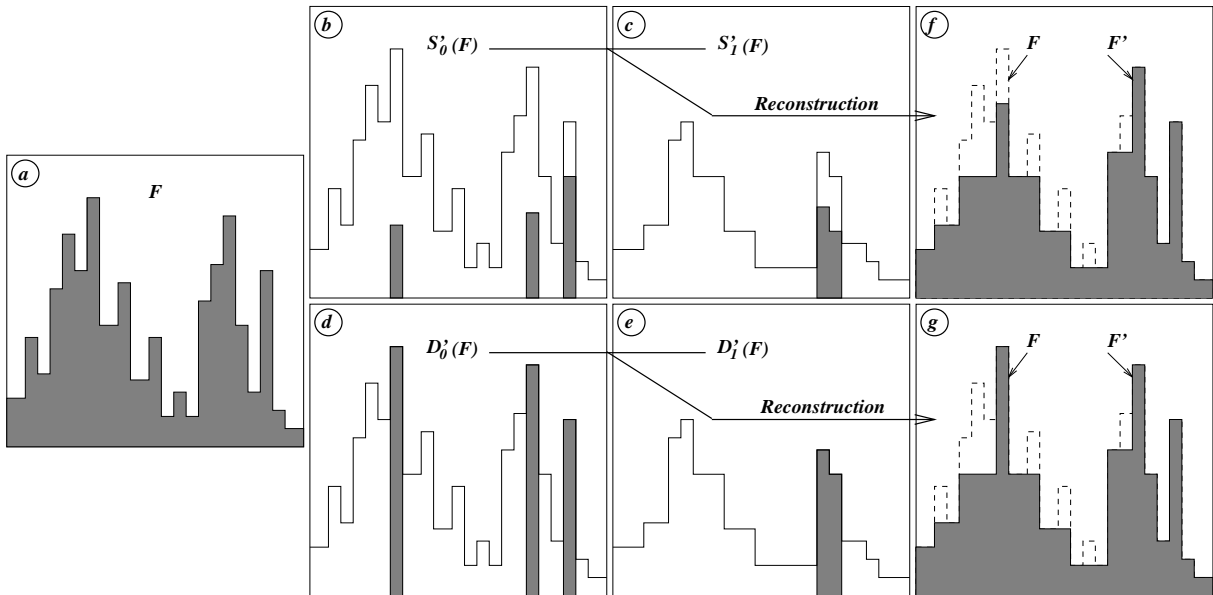 a
F
b
S'0 (F)
c
S'1 (F)
Reconstruction
f
F
F'
d
D'0 (F)
e
D'1 (F)
Reconstruction
g
F
F'